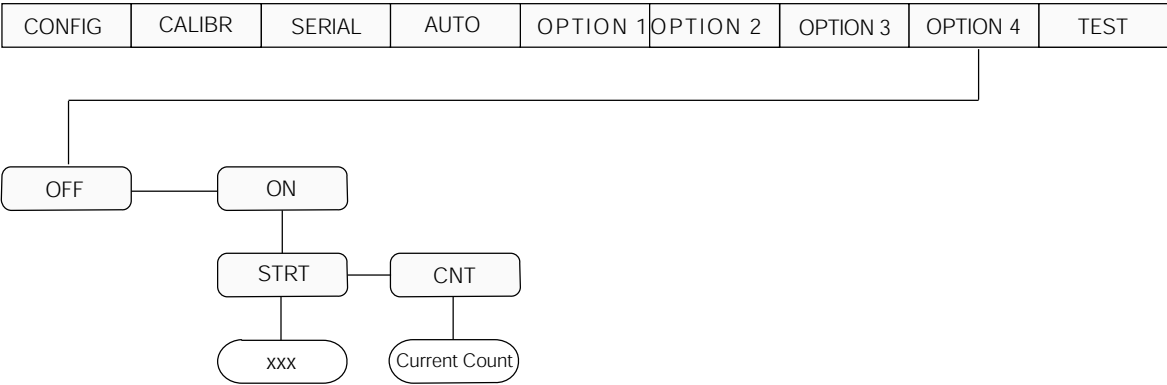 CONFIG CALIBR SERIAL AUTO OPTION 1 OPTION 2 OPTION 3 OPTION 4 TEST
OFF ON
STRT CNT
xxx Current Count